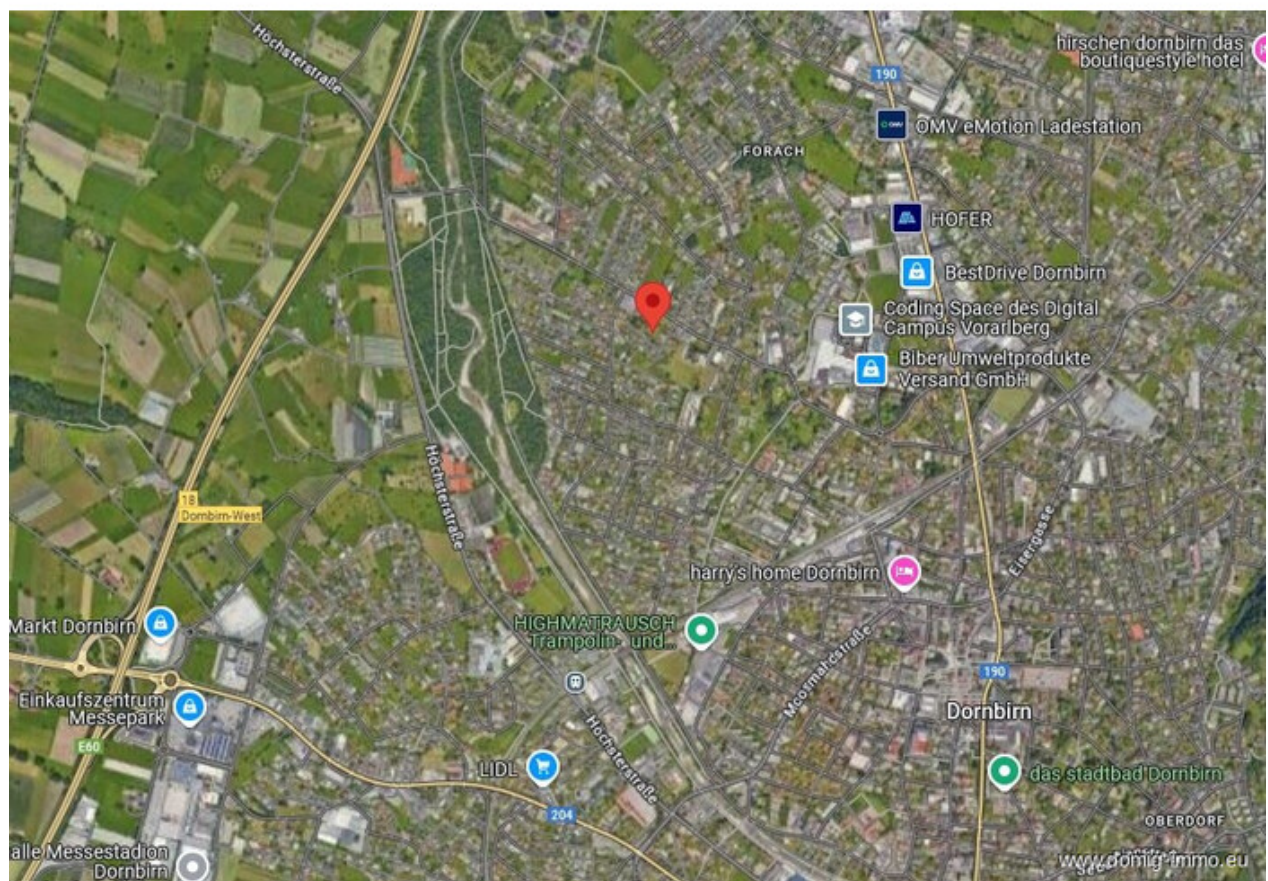 Höchsterstraße
hirschen dornbirn das
boutiquestyle hotel
190
OMV
OMV eMotion Ladestation
FORACH
HOFER
BestDrive Dornbirn
Coding Space des Digital
Campus Vorarlberg
Biber Umweltprodukte
Versand GmbH
Höchsterstraße
18
Dornbirn-West
Eisengasse
harry's home Dornbirn
Markt Dornbirn
HIGHMATRAUSCH
Trampolin- und...
Moosmahdstraße
190
Einkaufszentrum
Messepark
Dornbirn
E60
Höchsterstraße
LIDL
das stadtbad Dornbirn
204
OBERDORF
alle Messestadion
Dornbirn
www.domig-immo.eu